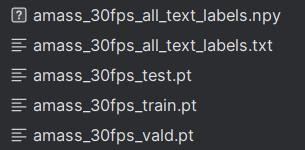 amass_30fps_all_text_labels.npy
amass_30fps_all_text_labels.txt
amass_30fps_test.pt
amass_30fps_train.pt
amass_30fps_vald.pt